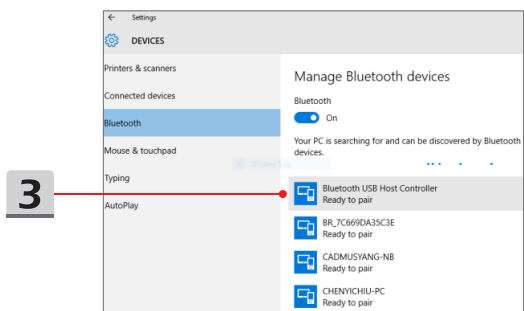 ← Settings
DEVICES
Printers & scanners
Connected devices
Bluetooth
Mouse & touchpad
Typing
AutoPlay
Manage Bluetooth devices
Bluetooth
On
Your PC is searching for and can be discovered by Bluetooth
devices.
3
Bluetooth USB Host Controller
Ready to pair
BR_7C669DA35C3E
Ready to pair
CADMUSYANG-NB
Ready to pair
CHENYICHIU-PC
Ready to pair